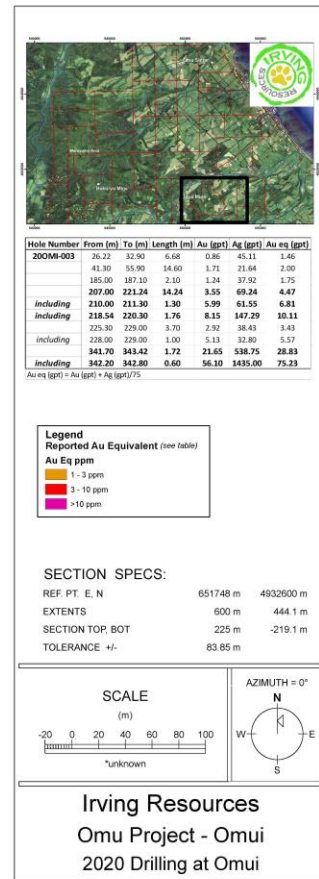 IRVING
RESOURCES
Omu Sinter
Hokuryu Mine
Omui Mine
Hole Number From (m) To (m) Length (m) Au (gpt) Ag (gpt) Au eq (gpt)
20OMI-003 26.22 32.90 6.68 0.86 45.11 1.46
41.30 55.90 14.60 1.71 21.64 2.00
185.00 187.10 2.10 1.24 37.92 1.75
207.00 221.24 14.24 3.55 69.24 4.47
including 210.00 211.30 1.30 5.99 61.55 6.81
including 218.54 220.30 1.76 8.15 147.29 10.11
225.30 229.00 3.70 2.92 38.43 3.43
including 228.00 229.00 1.00 5.13 32.80 5.57
341.70 343.42 1.72 21.65 538.75 28.83
including 342.20 342.80 0.60 56.10 1435.00 75.23
Au eq (gpt) = Au (gpt) + Ag (gpt)/75
Legend
Reported Au Equivalent (see table)
Au Eq ppm
1 - 3 ppm
3 - 10 ppm
>10 ppm
SECTION SPECS:
REF. PT. E, N 651748 m 4932600 m
EXTENTS 600 m 444.1 m
SECTION TOP, BOT 225 m -219.1 m
TOLERANCE +/- 83.85 m
SCALE
(m)
-20 0 20 40 60 80 100
*unknown
AZIMUTH = 0°
N
W E
S
Irving Resources
Omu Project - Omui
2020 Drilling at Omui